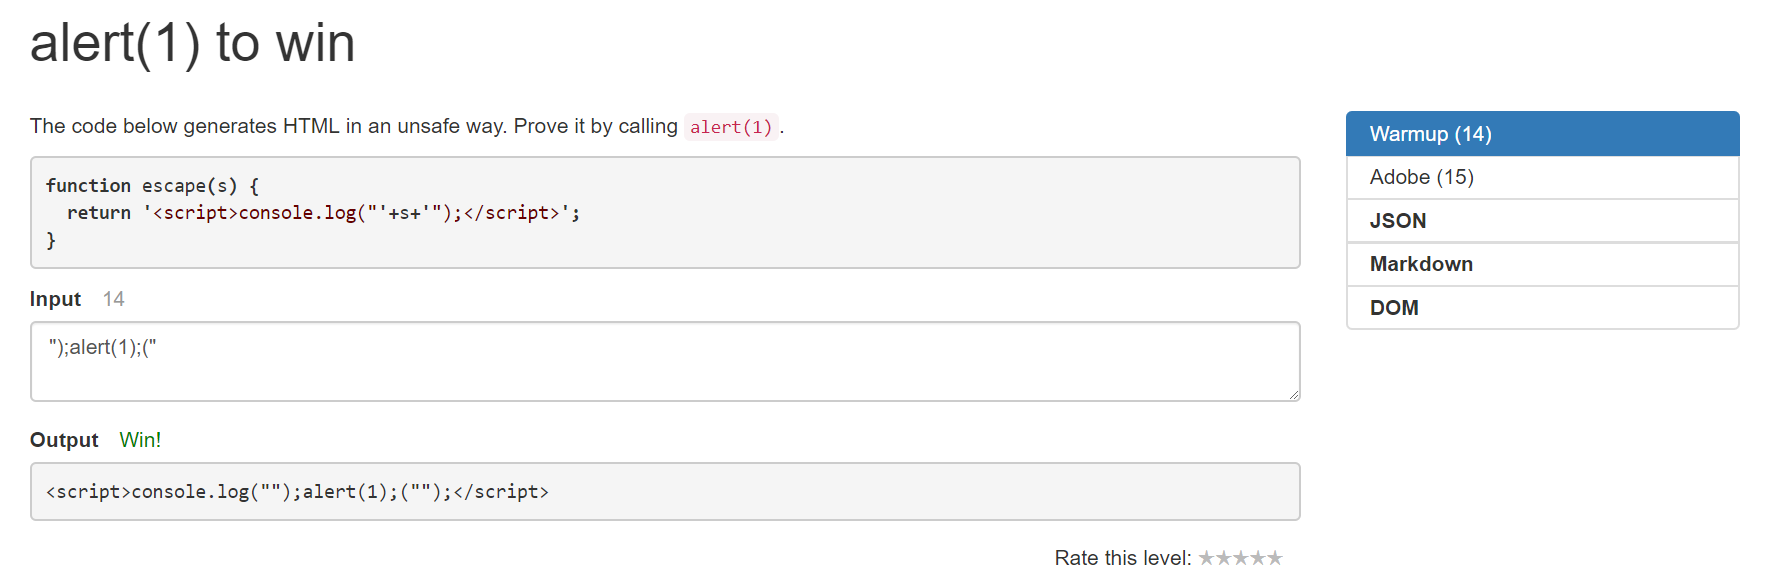 alert(1) to win
The code below generates HTML in an unsafe way. Prove it by calling alert(1).
function escape(s) {
  return '<script>console.log("'+s+'");</script>';
}
Input 14
");alert(1);("
Output Win!
<script>console.log("");alert(1);("");</script>
Rate this level: ★★★★★
Warmup (14)
Adobe (15)
JSON
Markdown
DOM